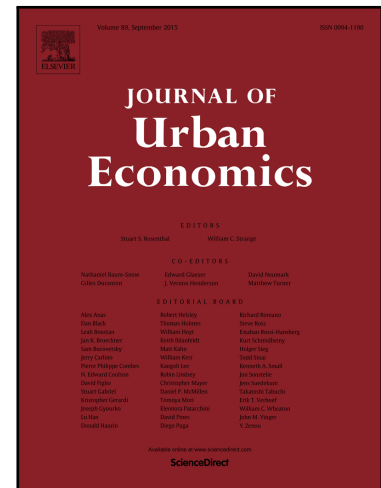 Volume 89, September 2015 ISSN 0094-1190
ELSEVIER
JOURNAL OF
Urban
Economics
EDITORS
Stuart S. Rosenthal William C. Strange
CO-EDITORS
Nathaniel Baum-Snow Edward Glaeser David Neumark
Gilles Duranton J. Vernon Henderson Matthew Turner
EDITORIAL BOARD
Alex Anas Robert Helsley Richard Romano
Dan Black Thomas Holmes Steve Ross
Leah Boustan William Hoyt Esteban Rossi-Hansberg
Jan K. Brueckner Keith Ihlanfeldt Kurt Schmidheiny
Sam Bucovetsky Matt Kahn Holger Sieg
Jerry Carlino William Kerr Todd Sinai
Pierre Philippe Combes Kangoh Lee Kenneth A. Small
N. Edward Coulson Robin Lindsey Jon Sonstelie
David Figlio Christopher Mayer Jens Suedekum
Stuart Gabriel Daniel P. McMillen Takatoshi Tabuchi
Kristopher Gerardi Tomoya Mori Erik T. Verhoef
Joseph Gyourko Eleonora Patacchini William C. Wheaton
Lu Han David Pines John M. Yinger
Donald Haurin Diego Puga Y. Zenou
Available online at www.sciencedirect.com
ScienceDirect